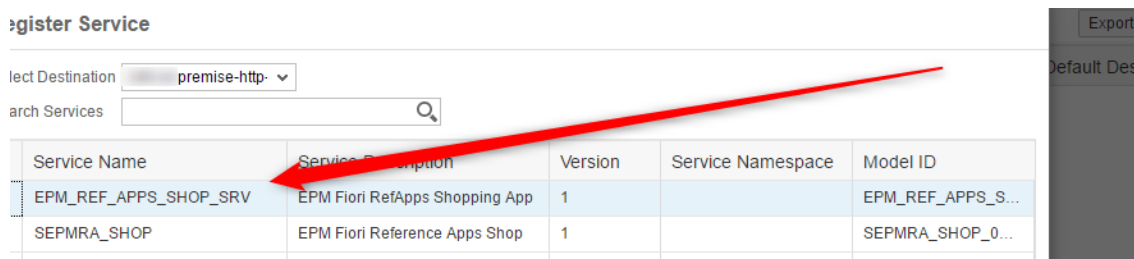 egister Service
Export
lect Destination premise-http-
Default Des
arch Services
Service Name Service Description Version Service Namespace Model ID
EPM_REF_APPS_SHOP_SRV EPM Fiori RefApps Shopping App 1 EPM_REF_APPS_S...
SEPMRA_SHOP EPM Fiori Reference Apps Shop 1 SEPMRA_SHOP_0...